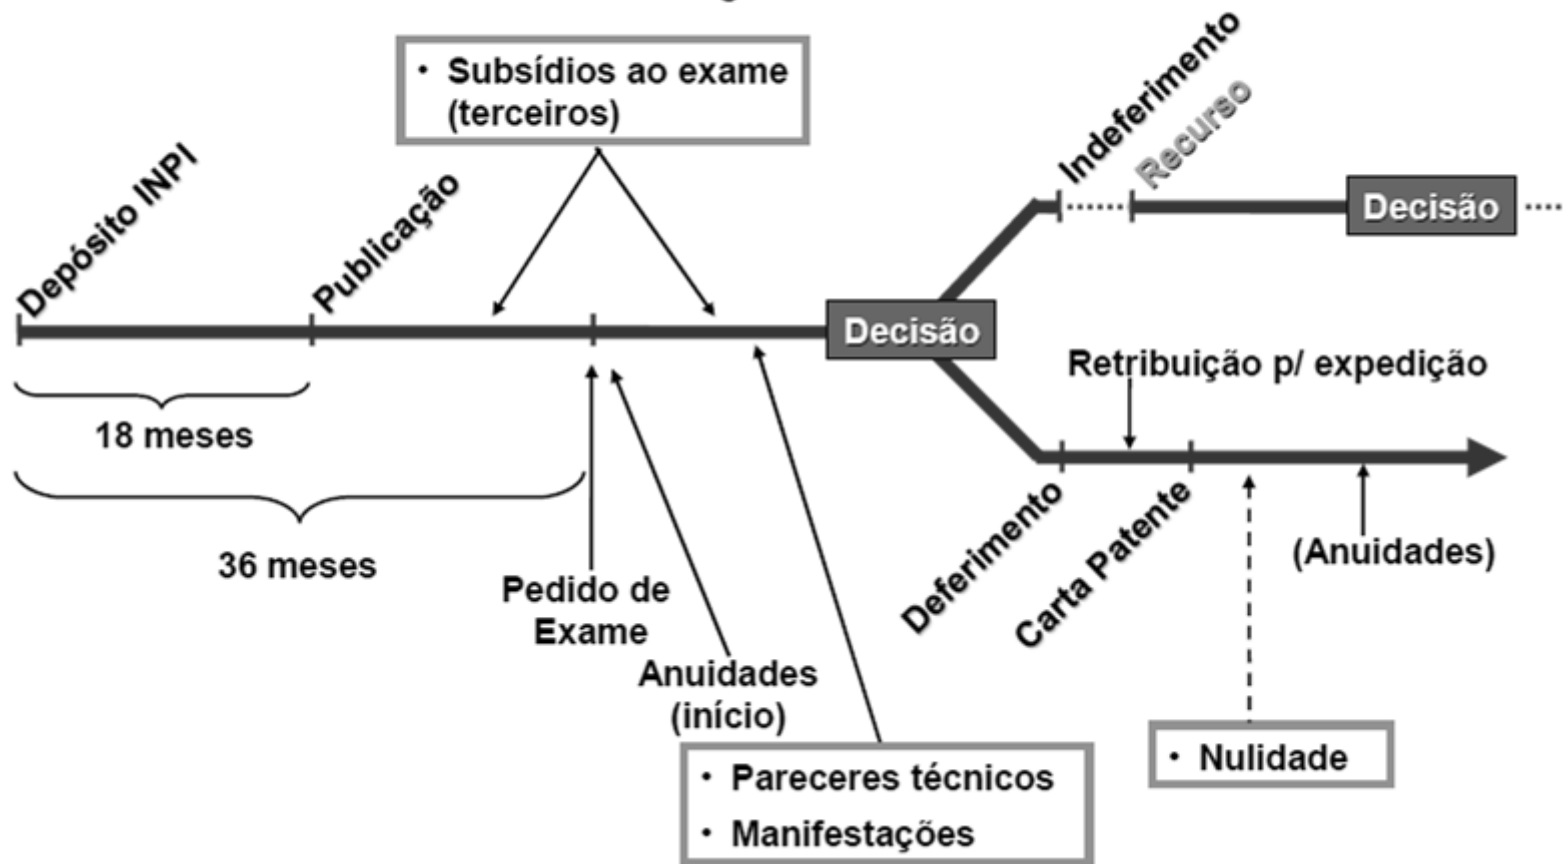 • Subsídios ao exame
(terceiros)
Depósito INPI
Publicação
Indeferimento
Recurso
Decisão
Decisão
Retribuição p/ expedição
18 meses
36 meses
Pedido de
Exame
Anuidades
(início)
Deferimento
Carta Patente
(Anuidades)
• Pareceres técnicos
• Manifestações
• Nulidade